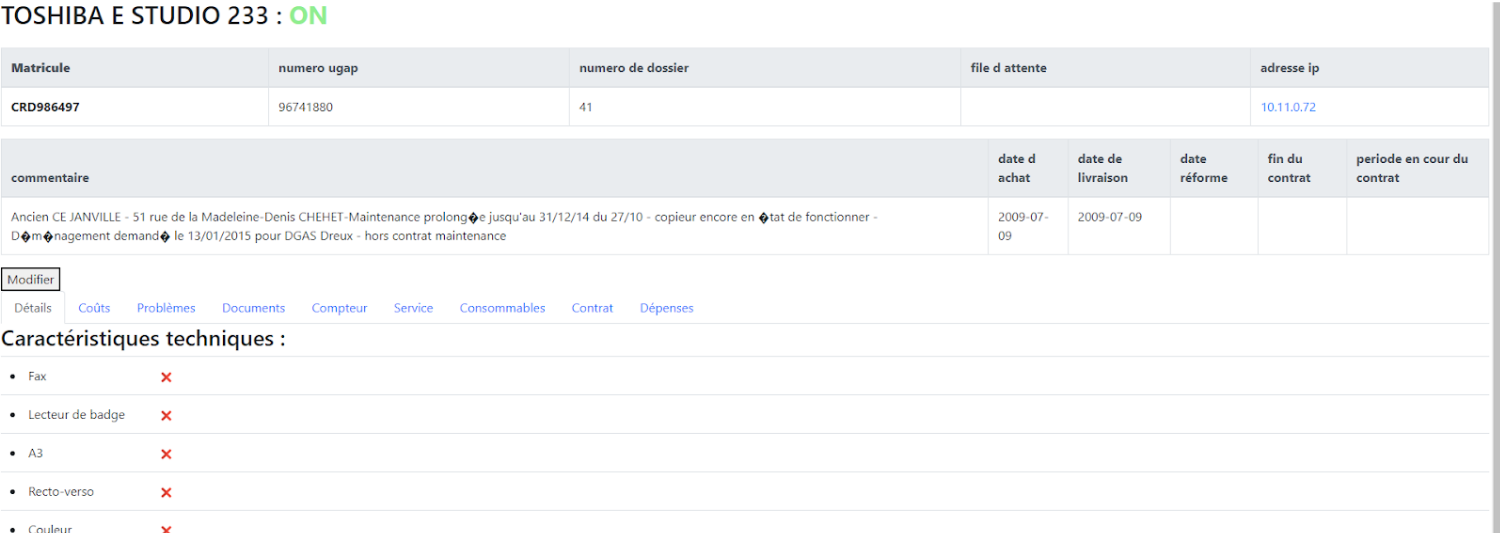 TOSHIBA E STUDIO 233 : ON
Matricule numero ugap numero de dossier file d attente adresse ip
CRD986497 96741880 41 10.11.0.72
commentaire date d achat date de livraison date réforme fin du contrat periode en cour du contrat
Ancien CE JANVILLE - 51 rue de la Madeleine-Denis CHEHET-Maintenance prolong�e jusqu'au 31/12/14 du 27/10 - copieur encore en �tat de fonctionner -
D�m�nagement demand� le 13/01/2015 pour DGAS Dreux - hors contrat maintenance
2009-07-09 2009-07-09
Modifier
Détails Coûts Problèmes Documents Compteur Service Consommables Contrat Dépenses
Caractéristiques techniques :
• Fax ❌
• Lecteur de badge ❌
• A3 ❌
• Recto-verso ❌
• Couleur ❌